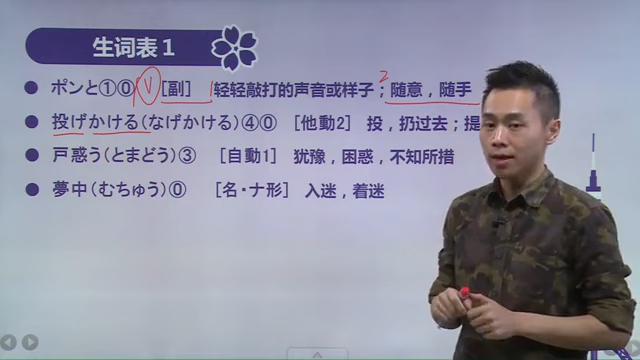 生词表1
ポンと①⓪ V [副] 1 轻轻敲打的声音或样子；2 随意，随手
投げかける(なげかける)④⓪ [他動2] 投，扔过去；提
戸惑う(とまどう)③ [自動1] 犹豫，困惑，不知所措
夢中(むちゅう)⓪ [名・ナ形] 入迷，着迷